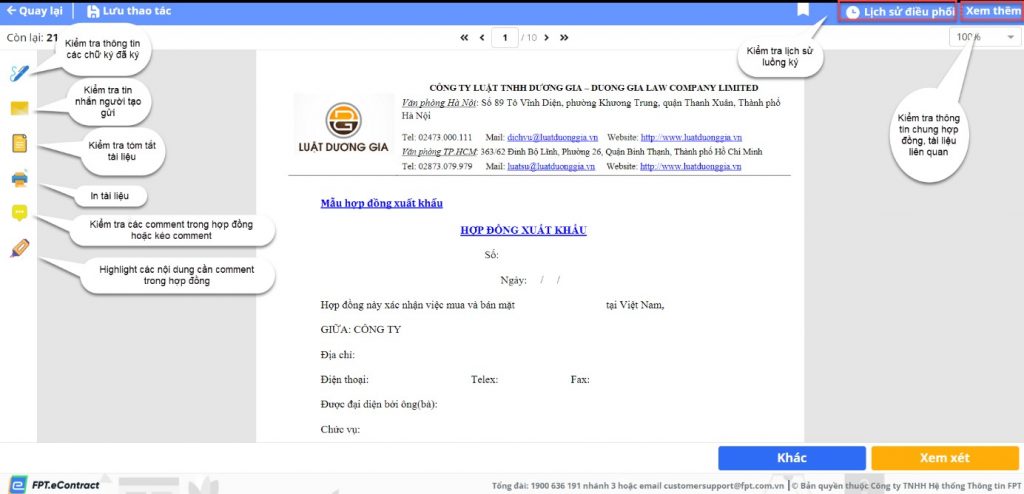 Quay lại
Lưu thao tác
Lịch sử điều phối
Xem thêm
Còn lại: 21
1 / 10
100%
Kiểm tra thông tin
các chữ ký đã ký
Kiểm tra tin
nhắn người tạo
gửi
Kiểm tra tóm tắt
tài liệu
In tài liệu
Kiểm tra các comment trong hợp đồng
hoặc kéo comment
Highlight các nội dung cần comment
trong hợp đồng
Kiểm tra lịch sử
luồng ký
Kiểm tra thông
tin chung hợp
đồng, tài liệu
liên quan
LUẬT DƯƠNG GIA
CÔNG TY LUẬT TNHH DƯƠNG GIA – DUONG GIA LAW COMPANY LIMITED
Văn phòng Hà Nội: Số 89 Tô Vĩnh Diện, phường Khương Trung, quận Thanh Xuân, Thành phố
Hà Nội
Tel: 02473.000.111 Mail: dichvu@luatduonggia.vn Website: http://www.luatduonggia.vn
Văn phòng TP.HCM: 363/62 Đinh Bộ Lĩnh, Phường 26, Quận Bình Thạnh, Thành phố Hồ Chí Minh
Tel: 02873.079.979 Mail: luatsu@luatduonggia.vn Website: http://www.luatduonggia.vn
Mẫu hợp đồng xuất khẩu
HỢP ĐỒNG XUẤT KHẨU
Số:
Ngày: / /
Hợp đồng này xác nhận việc mua và bán mặt tại Việt Nam,
GIỮA: CÔNG TY
Địa chỉ:
Điện thoại: Telex: Fax:
Được đại diện bởi ông(bà):
Chức vụ:
Khác
Xem xét
FPT.eContract
Tổng đài: 1900 636 191 nhánh 3 hoặc email customersupport@fpt.com.vn | © Bản quyền thuộc Công ty TNHH Hệ thống Thông tin FPT